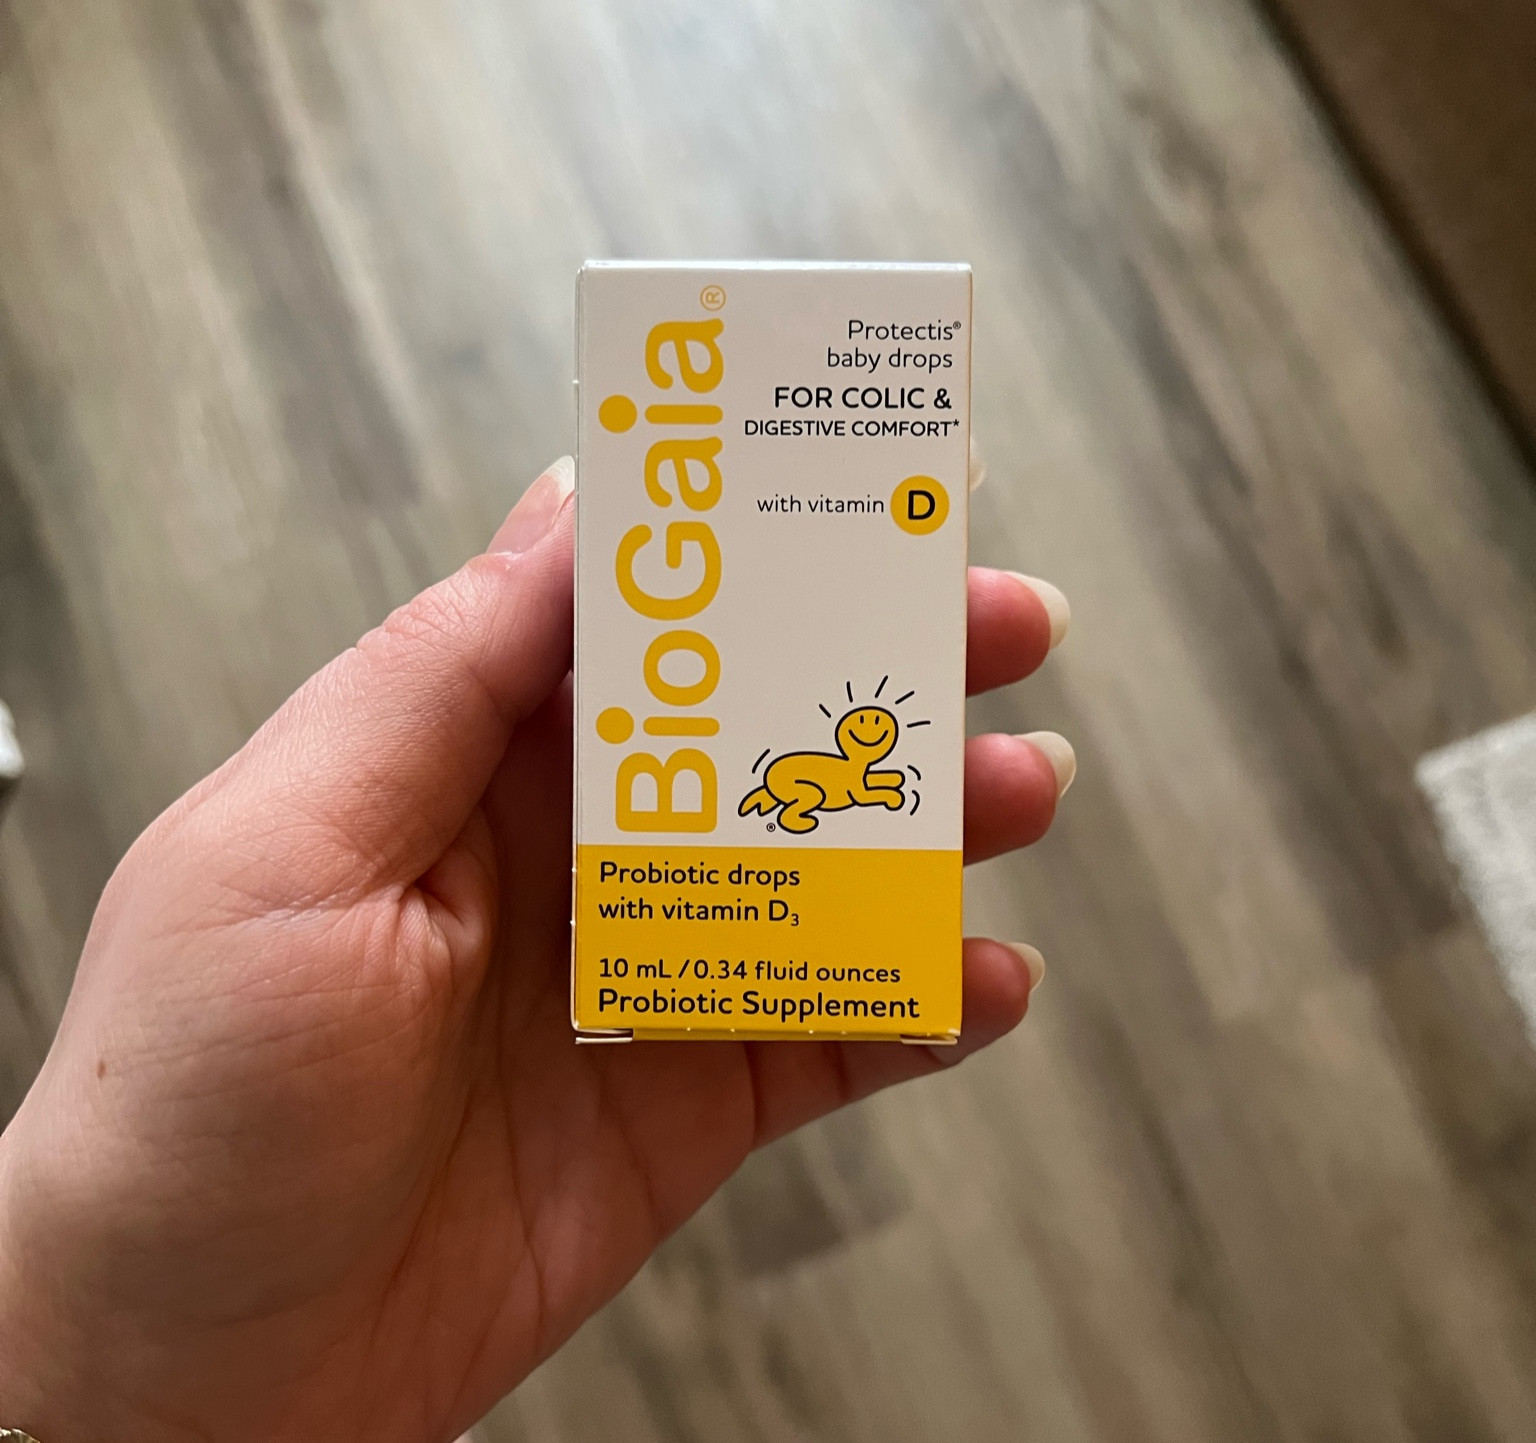 BioGaia®
Protectis®
baby drops
FOR COLIC &
DIGESTIVE COMFORT*
with vitamin D
®
Probiotic drops
with vitamin D₃
10 mL / 0.34 fluid ounces
Probiotic Supplement